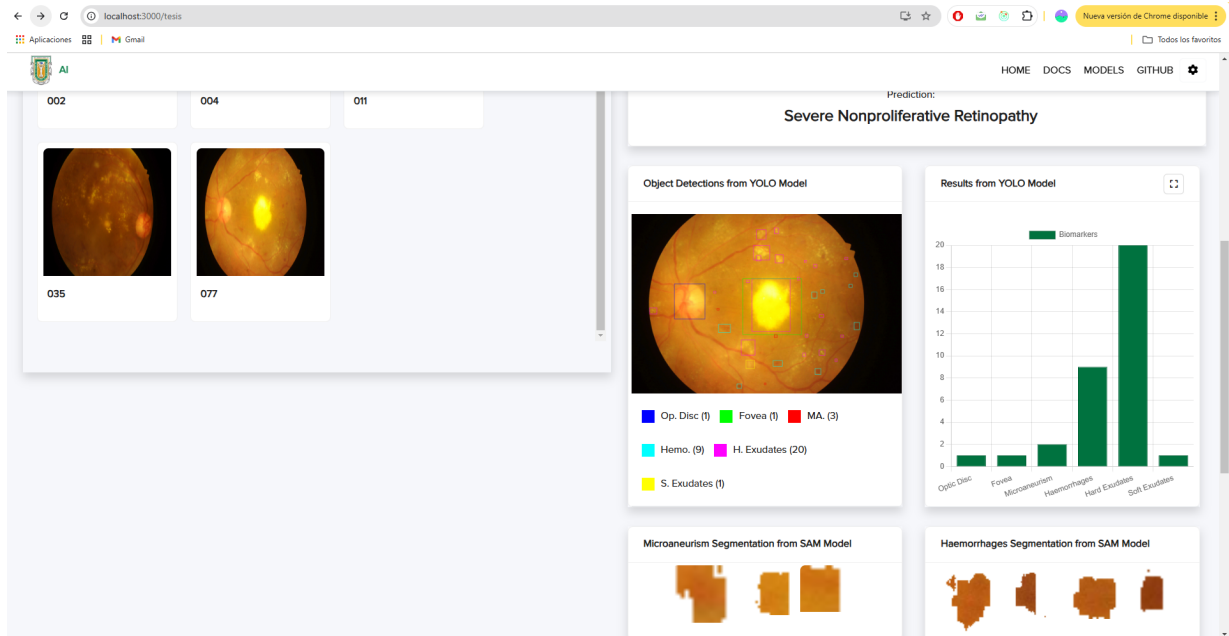 localhost:3000/tesis
Nueva versión de Chrome disponible
Aplicaciones
Gmail
Todos los favoritos
AI
HOME DOCS MODELS GITHUB
002 004 011
Prediction:
Severe Nonproliferative Retinopathy
035 077
Object Detections from YOLO Model
Op. Disc (1) Fovea (1) MA. (3)
Hemo. (9) H. Exudates (20)
S. Exudates (1)
Results from YOLO Model
Biomarkers
20
18
16
14
12
10
8
6
4
2
0
Optic Disc Fovea Microaneurism Haemorrhages Hard Exudates Soft Exudates
Microaneurism Segmentation from SAM Model
Haemorrhages Segmentation from SAM Model